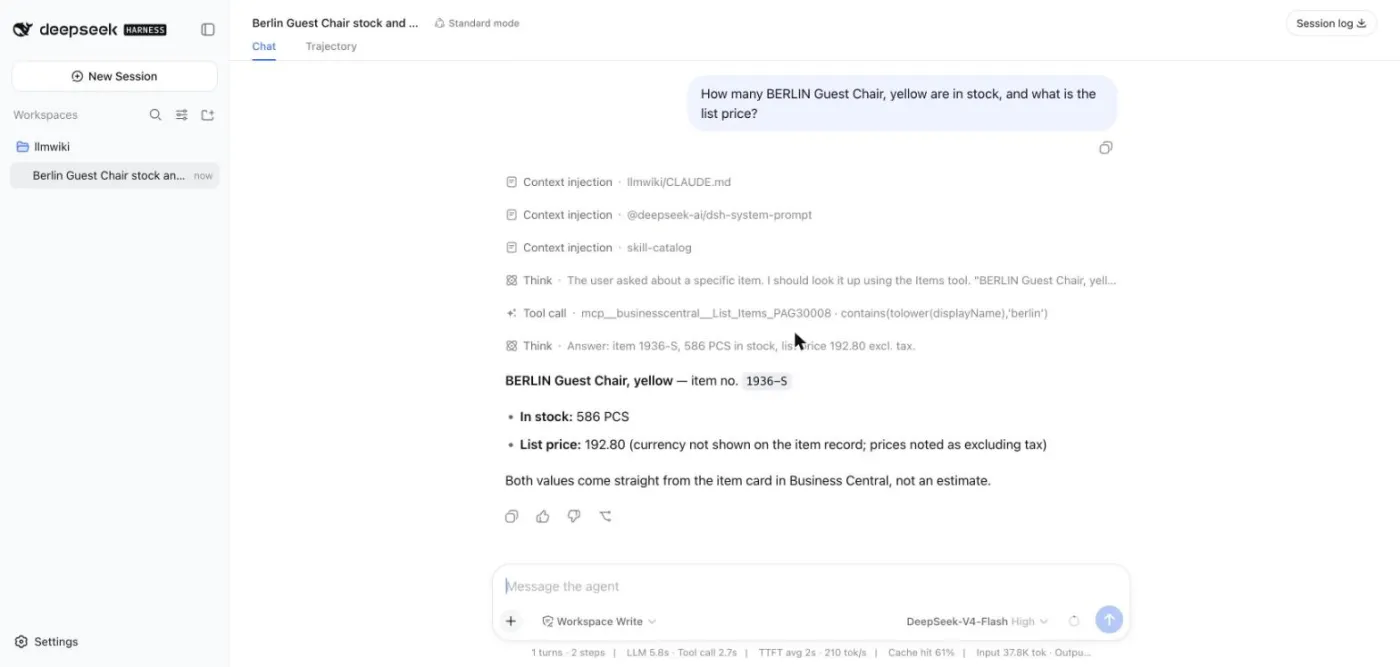 deepseek HARNESS
New Session
Workspaces
llmwiki
Berlin Guest Chair stock an... now
Settings
Berlin Guest Chair stock and ... Standard mode
Session log
Chat Trajectory
How many BERLIN Guest Chair, yellow are in stock, and what is the
list price?
Context injection · llmwiki/CLAUDE.md
Context injection · @deepseek-ai/dsh-system-prompt
Context injection · skill-catalog
Think · The user asked about a specific item. I should look it up using the Items tool. "BERLIN Guest Chair, yell...
Tool call · mcp__businesscentral__List_Items_PAG30008 · contains(tolower(displayName),'berlin')
Think · Answer: item 1936-S, 586 PCS in stock, list price 192.80 excl. tax.
BERLIN Guest Chair, yellow — item no. 1936-S
• In stock: 586 PCS
• List price: 192.80 (currency not shown on the item record; prices noted as excluding tax)
Both values come straight from the item card in Business Central, not an estimate.
Message the agent
Workspace Write
DeepSeek-V4-Flash High
1 turns · 2 steps | LLM 5.8s · Tool call 2.7s | TTFT avg 2s · 210 tok/s | Cache hit 61% | Input 37.8K tok · Outpu...